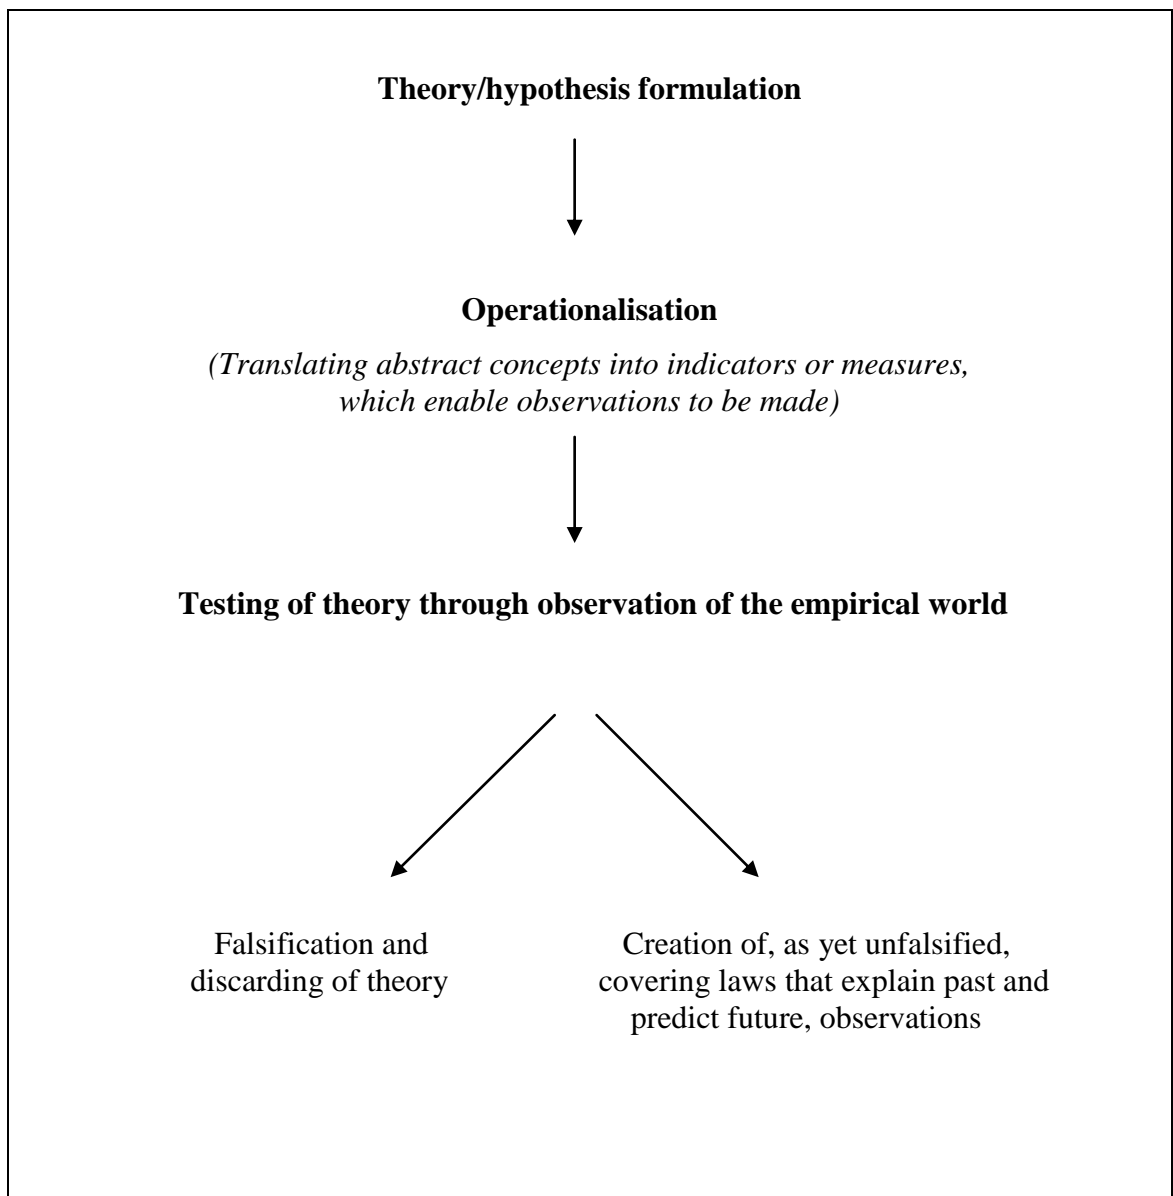 Theory/hypothesis formulation
Operationalisation
(Translating abstract concepts into indicators or measures,
which enable observations to be made)
Testing of theory through observation of the empirical world
Falsification and
discarding of theory
Creation of, as yet unfalsified,
covering laws that explain past and
predict future, observations